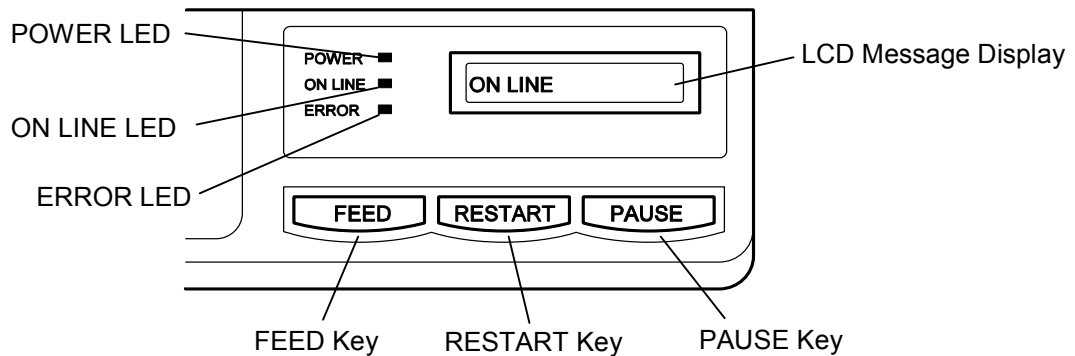 POWER LED
POWER
LCD Message Display
ON LINE
ON LINE
ERROR
ON LINE LED
ERROR LED
FEED
RESTART
PAUSE
FEED Key
RESTART Key
PAUSE Key